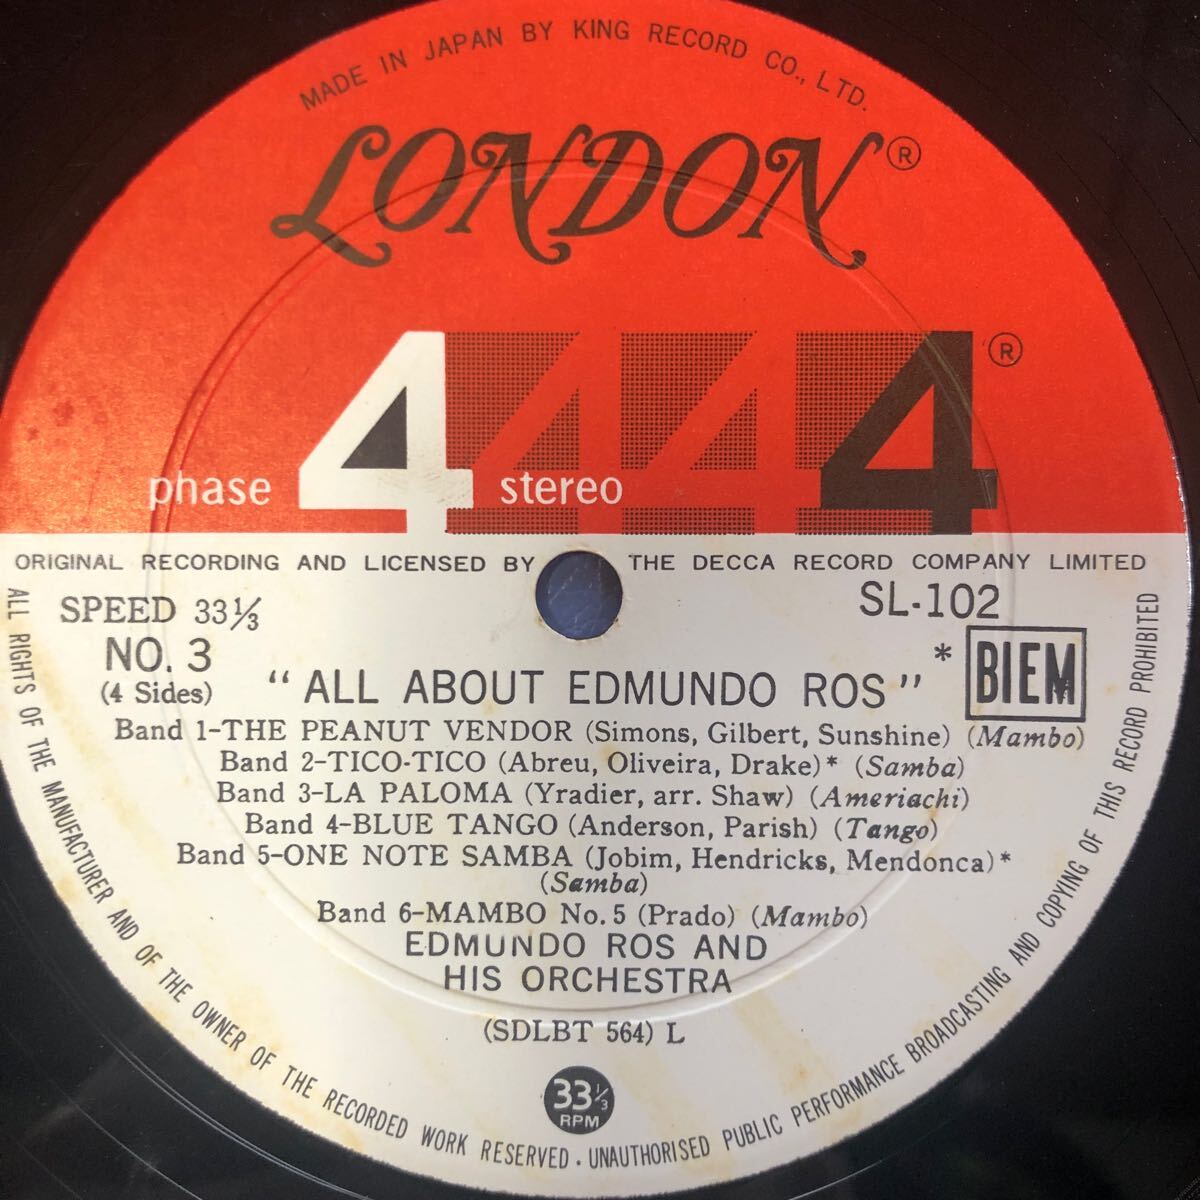 MADE IN JAPAN BY KING RECORD CO., LTD.
LONDON®
phase 4 stereo 4 4 4®
ORIGINAL RECORDING AND LICENSED BY THE DECCA RECORD COMPANY LIMITED
SPEED 33⅓
SL-102
NO. 3
(4 Sides)
"ALL ABOUT EDMUNDO ROS"
* BIEM
Band 1-THE PEANUT VENDOR (Simons, Gilbert, Sunshine) (Mambo)
Band 2-TICO-TICO (Abreu, Oliveira, Drake)* (Samba)
Band 3-LA PALOMA (Yradier, arr. Shaw) (Ameriachi)
Band 4-BLUE TANGO (Anderson, Parish) (Tango)
Band 5-ONE NOTE SAMBA (Jobim, Hendricks, Mendonca)*
(Samba)
Band 6-MAMBO No. 5 (Prado) (Mambo)
EDMUNDO ROS AND
HIS ORCHESTRA
(SDLBT 564) L
33⅓
RPM
ALL RIGHTS OF THE MANUFACTURER AND OF THE OWNER OF THE RECORDED WORK RESERVED. UNAUTHORISED PUBLIC PERFORMANCE BROADCASTING AND COPYING OF THIS RECORD PROHIBITED